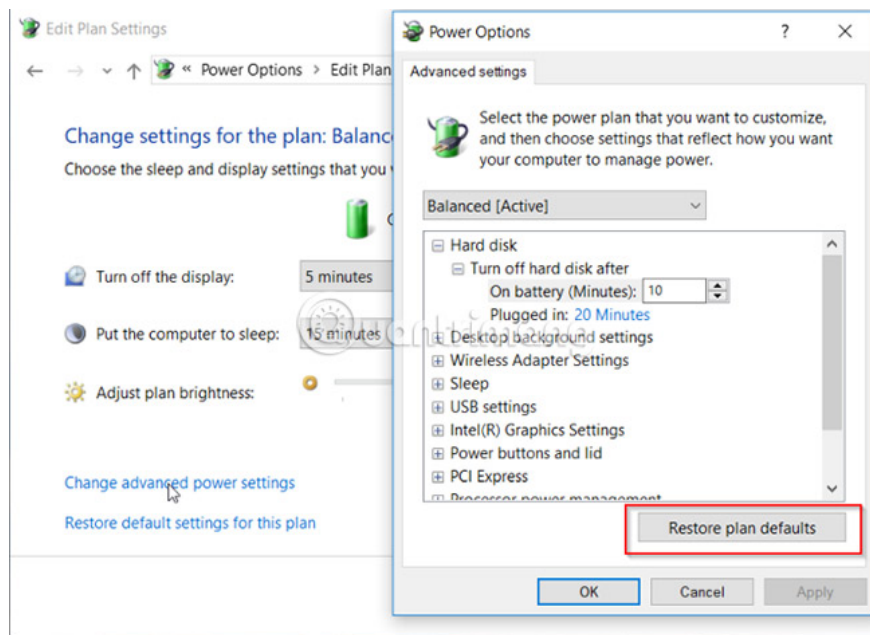 Edit Plan Settings
« Power Options > Edit Plan
Change settings for the plan: Balanc
Choose the sleep and display settings that you
Turn off the display:
5 minutes
Put the computer to sleep:
15 minutes
Adjust plan brightness:
Change advanced power settings
Restore default settings for this plan
Power Options
?
Advanced settings
Select the power plan that you want to customize,
and then choose settings that reflect how you want
your computer to manage power.
Balanced [Active]
Hard disk
Turn off hard disk after
On battery (Minutes): 10
Plugged in: 20 Minutes
Desktop background settings
Wireless Adapter Settings
Sleep
USB settings
Intel(R) Graphics Settings
Power buttons and lid
PCI Express
Processor power management
Restore plan defaults
OK
Cancel
Apply
uantrimang